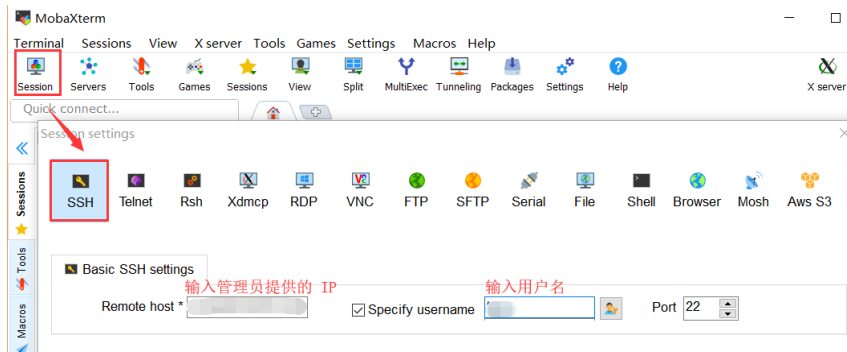 MobaXterm
Terminal Sessions View X server Tools Games Settings Macros Help
Session Servers Tools Games Sessions View Split MultiExec Tunneling Packages Settings Help X server
Quick connect...
Session settings
SSH Telnet Rsh Xdmcp RDP VNC FTP SFTP Serial File Shell Browser Mosh Aws S3
Sessions
Tools
Macros
Basic SSH settings
输入管理员提供的 IP 输入用户名
Remote host * Specify username Port 22